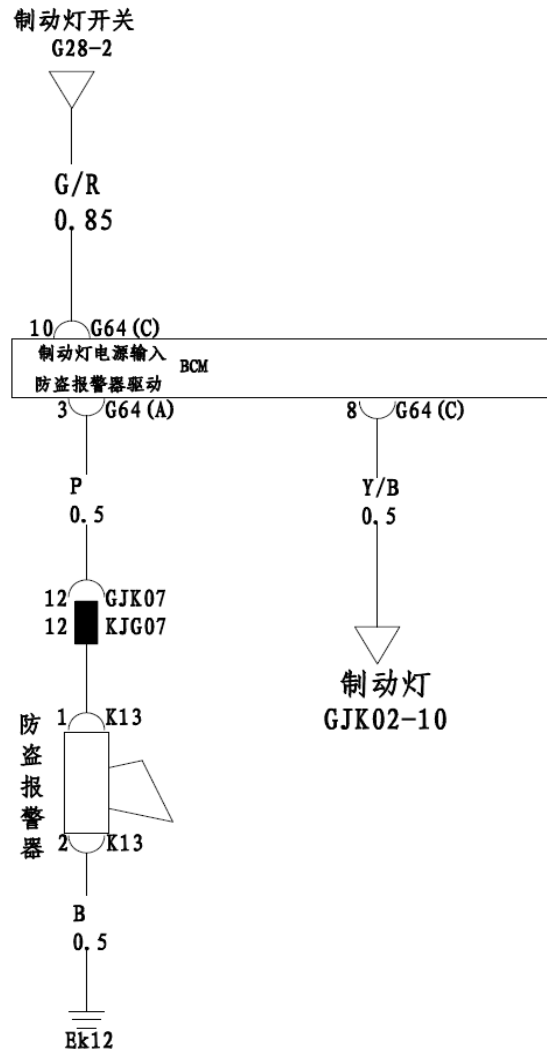 制动灯开关
G28-2
G/R
0.85
10 G64(C)
制动灯电源输入
BCM
防盗报警器驱动
3 G64(A)
8 G64(C)
P
0.5
Y/B
0.5
12 GJK07
12 KJG07
制动灯
GJK02-10
1 K13
防盗报警器
2 K13
B
0.5
Ek12